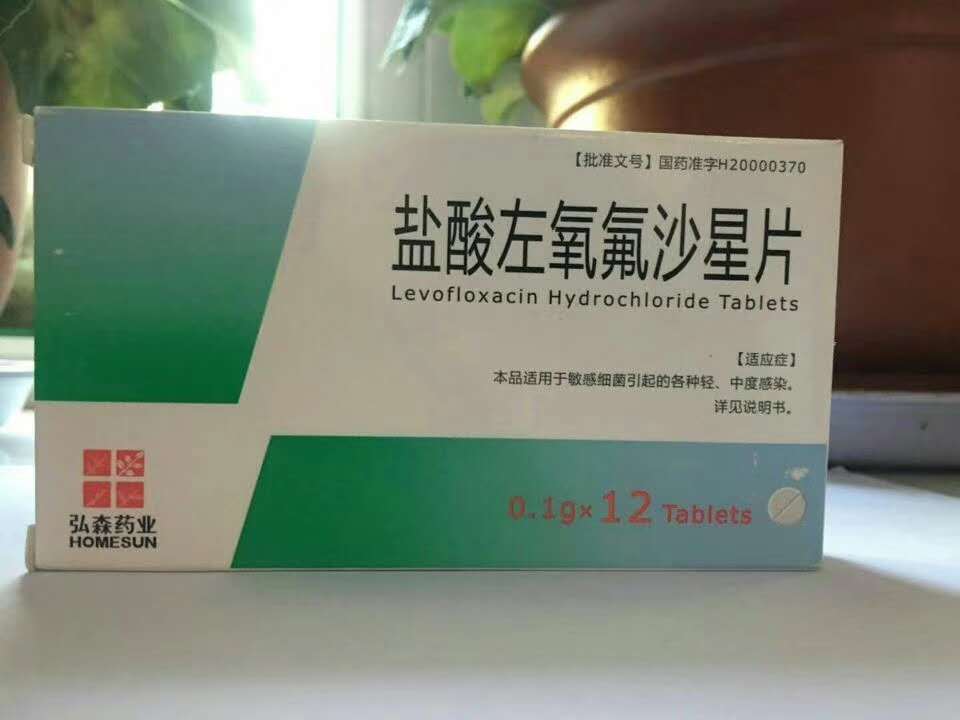 【批准文号】国药准字H20000370
盐酸左氧氟沙星片
Levofloxacin Hydrochloride Tablets
【适应症】
本品适用于敏感细菌引起的各种轻、中度感染。
详见说明书。
0.1g×12 Tablets
弘森药业
HOMESUN